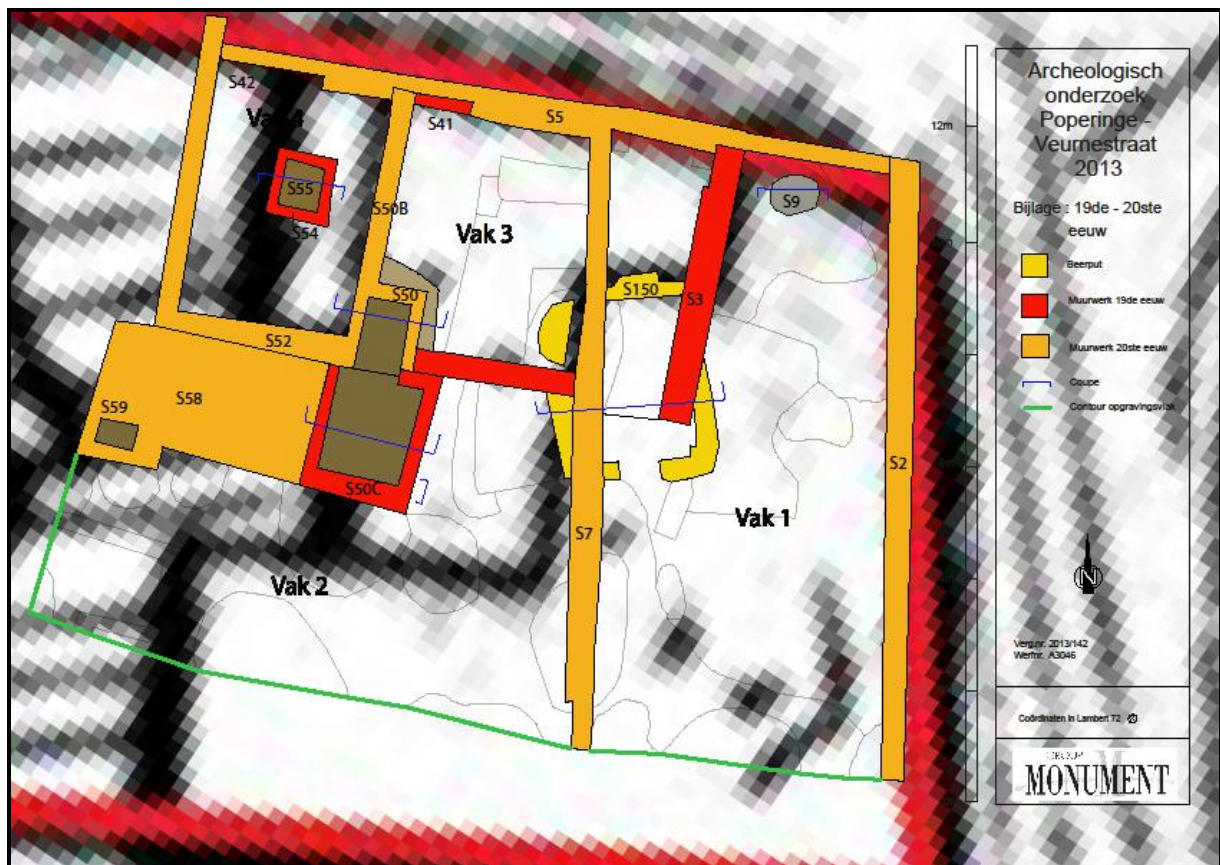 Archeologisch
onderzoek
Poperinge -
Veurnestraat
2013
Bijlage : 19de - 20ste
eeuw
Beerput
Muurwerk 19de eeuw
Muurwerk 20ste eeuw
Coupe
Contour opgravingsvlak
N
Verg.nr. 2013/142
Werfnr. A3046
Coördinaten in Lambert 72
GROUP
MONUMENT
12m
S42
Vak 4
S41
S5
S55
S54
S50B
Vak 3
S9
S50
S150
S3
S52
S58
S59
S50C
S2
Vak 1
S7
Vak 2